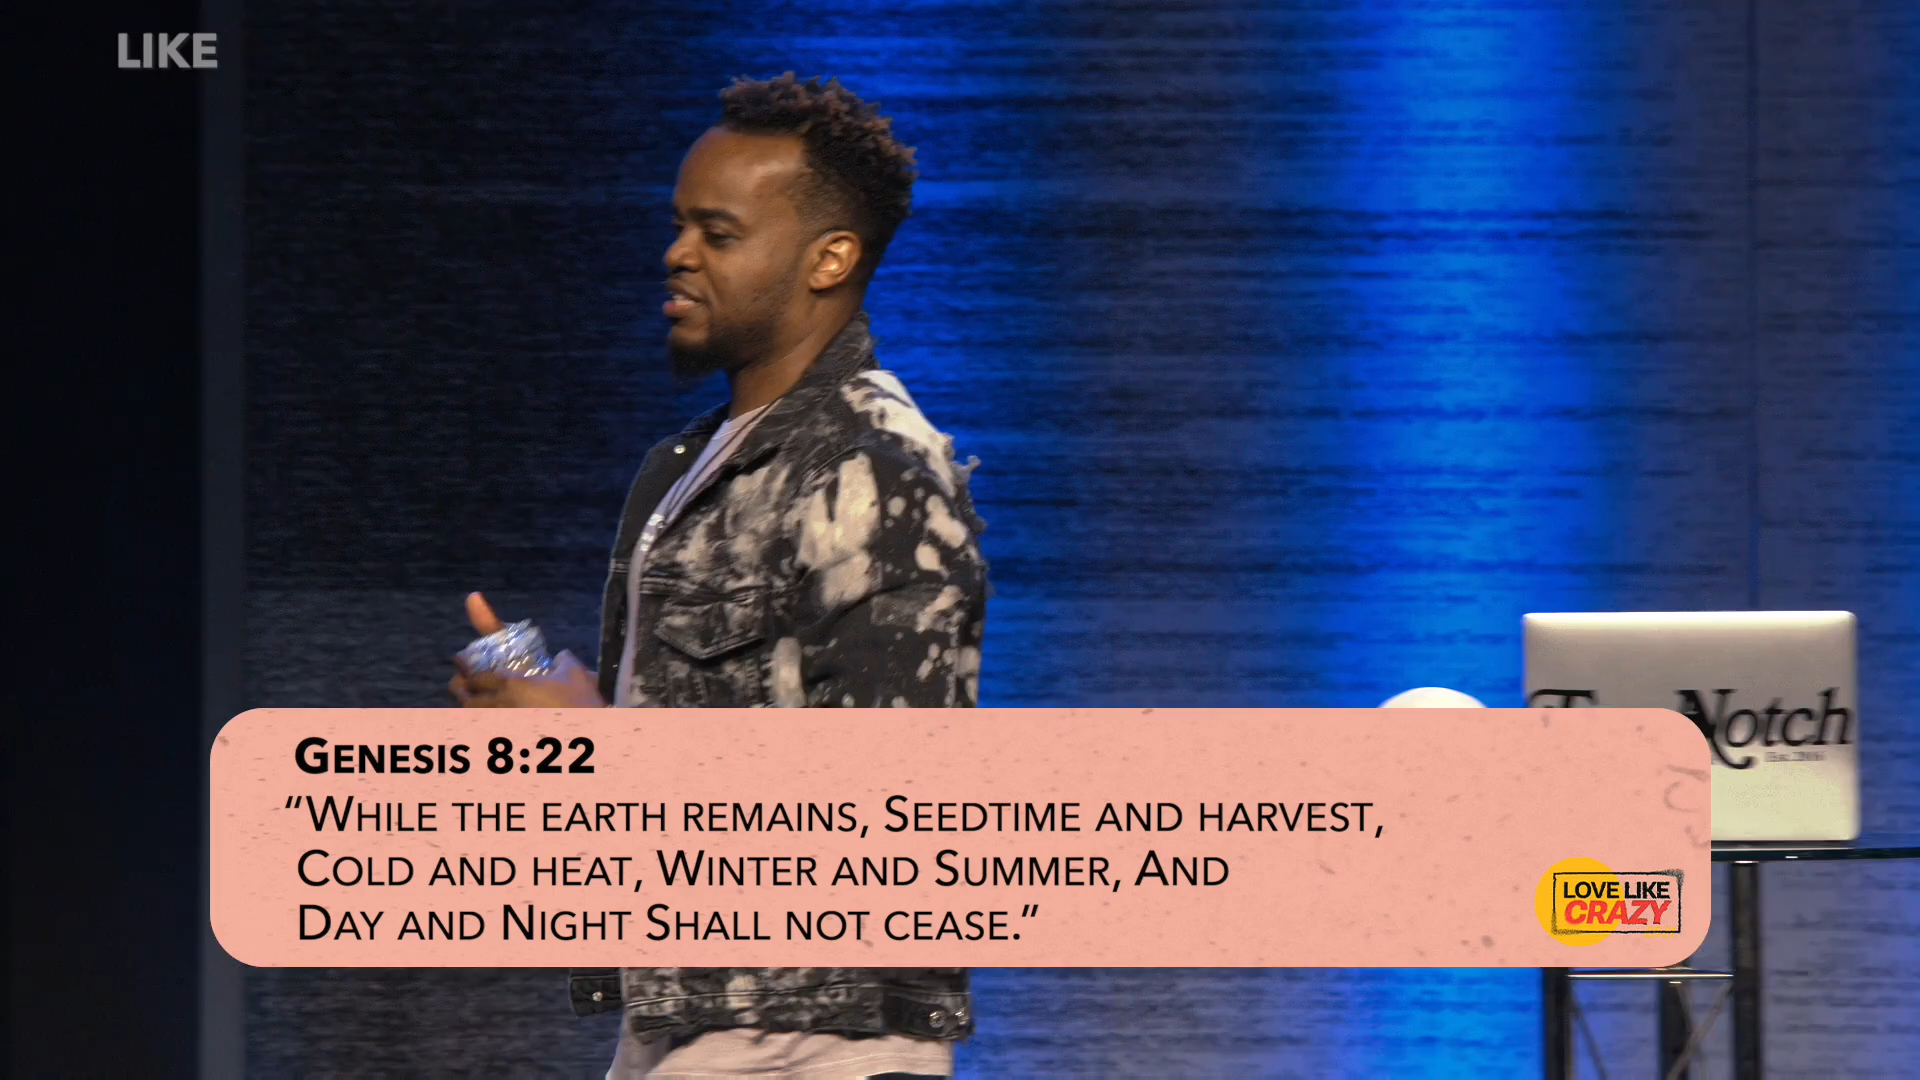 LIKE
Notch
GENESIS 8:22
“WHILE THE EARTH REMAINS, SEEDTIME AND HARVEST,
COLD AND HEAT, WINTER AND SUMMER, AND
DAY AND NIGHT SHALL NOT CEASE.”
LOVE LIKE
CRAZY